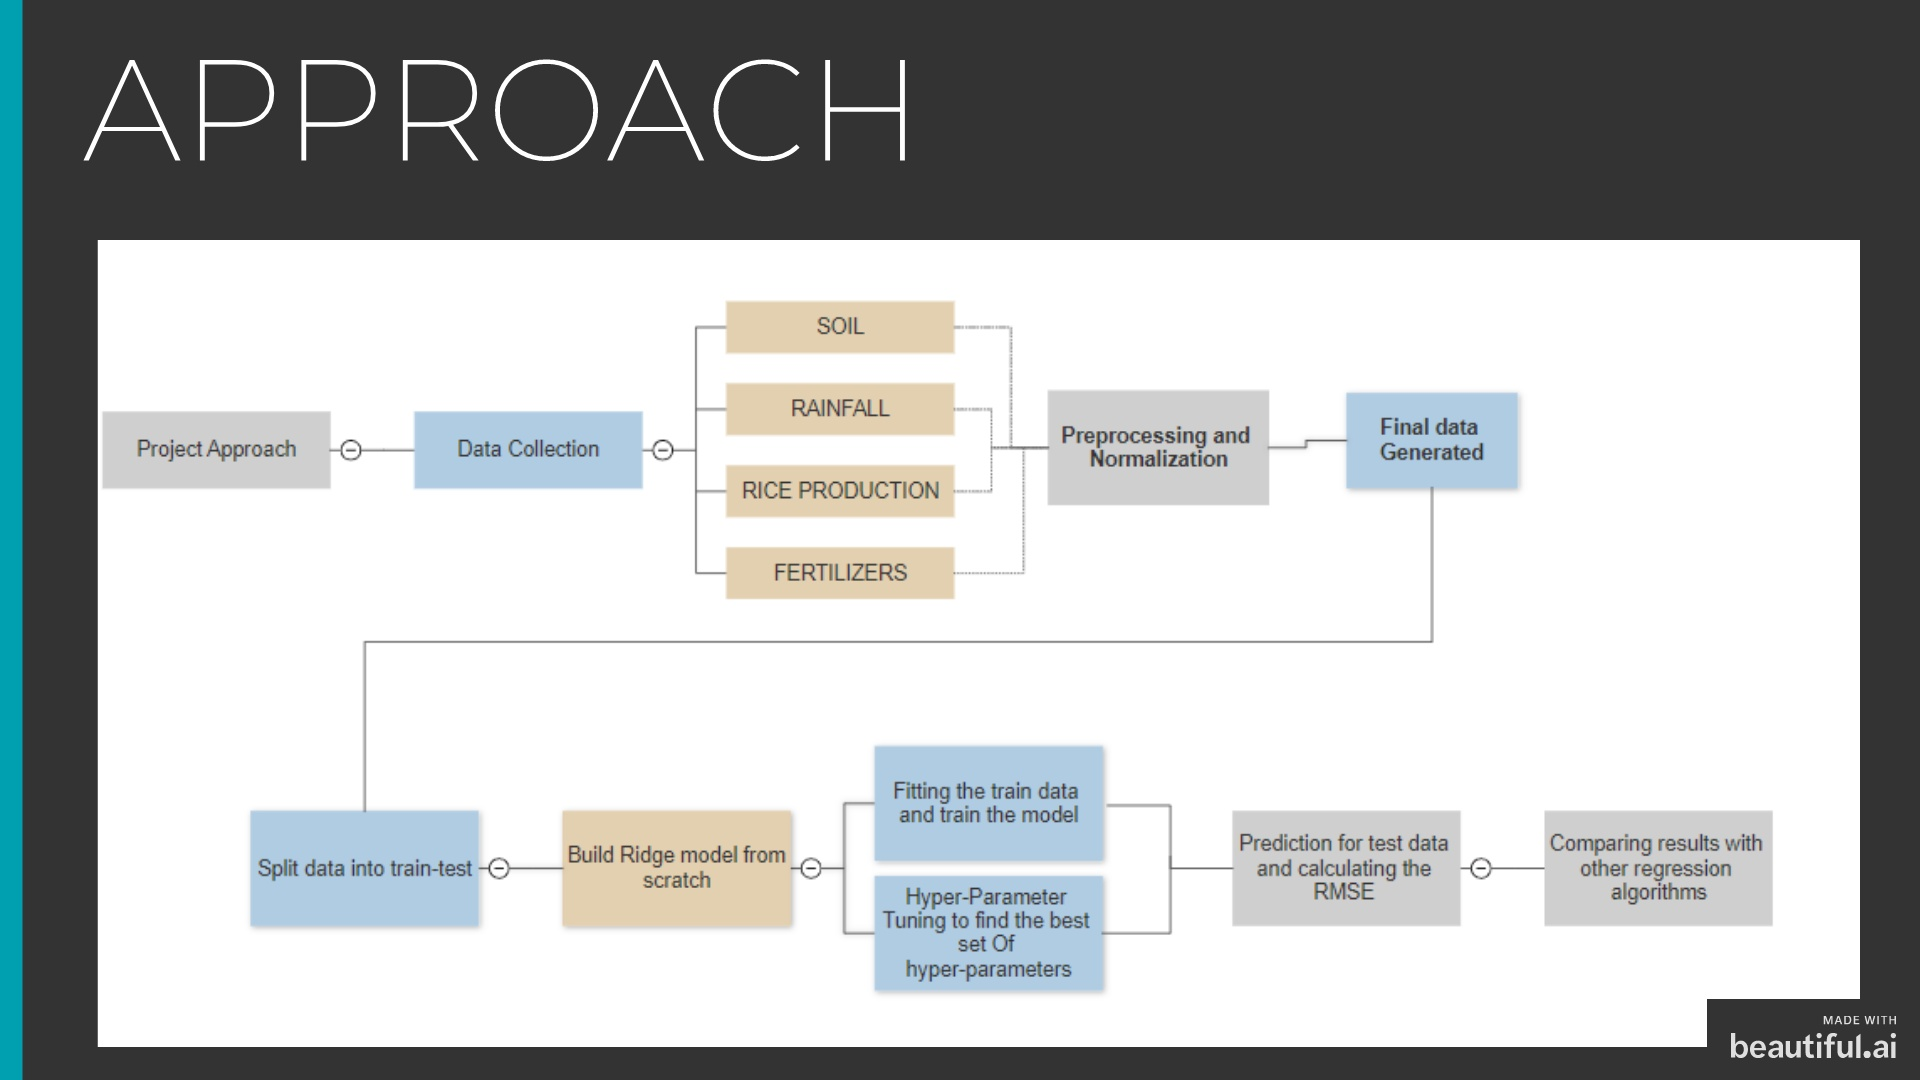 APPROACH
SOIL
RAINFALL
RICE PRODUCTION
FERTILIZERS
Project Approach
Data Collection
Preprocessing and
Normalization
Final data
Generated
Split data into train-test
Build Ridge model from
scratch
Fitting the train data
and train the model
Hyper-Parameter
Tuning to find the best
set Of
hyper-parameters
Prediction for test data
and calculating the
RMSE
Comparing results with
other regression
algorithms
MADE WITH
beautiful.ai